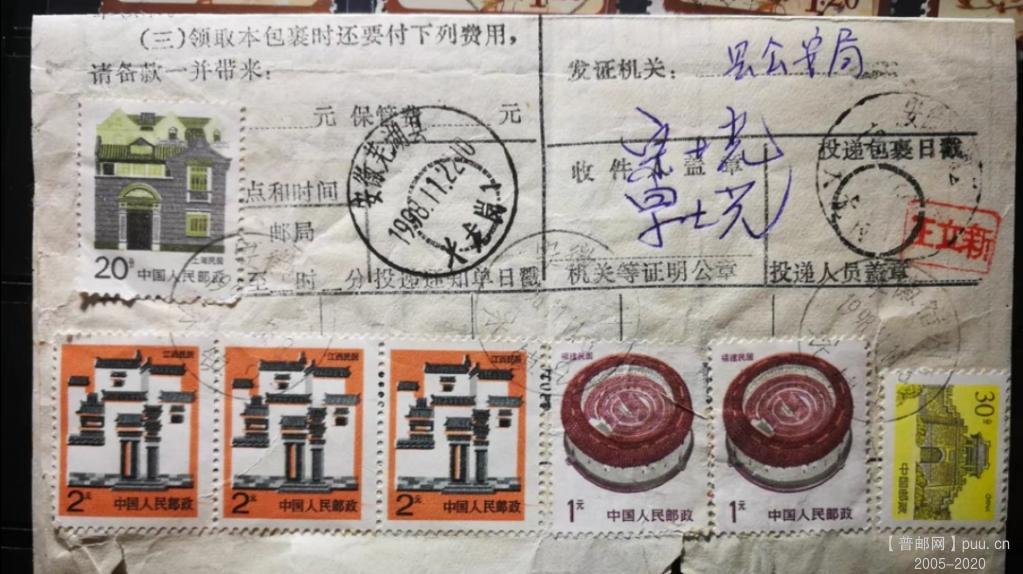 1.20
(三)领取本包裹时还要付下列费用，
请备款一并带来：
元 保管费 元
发证机关： 县公安局
点和时间
收件 盖章
投递包裹日戳
邮局
至 时 分
投递通知单日戳
机关等证明公章
投递人员盖章
安徽芜湖
1998.11.22
王立新
上海民居
20分
中国人民邮政
江西民居
2元
中国人民邮政
江西民居
2元
中国人民邮政
江西民居
2元
中国人民邮政
福建民居
1元
中国人民邮政
福建民居
1元
中国人民邮政
30分
中国邮政
CHINA
【普邮网】puu.cn
2005-2020